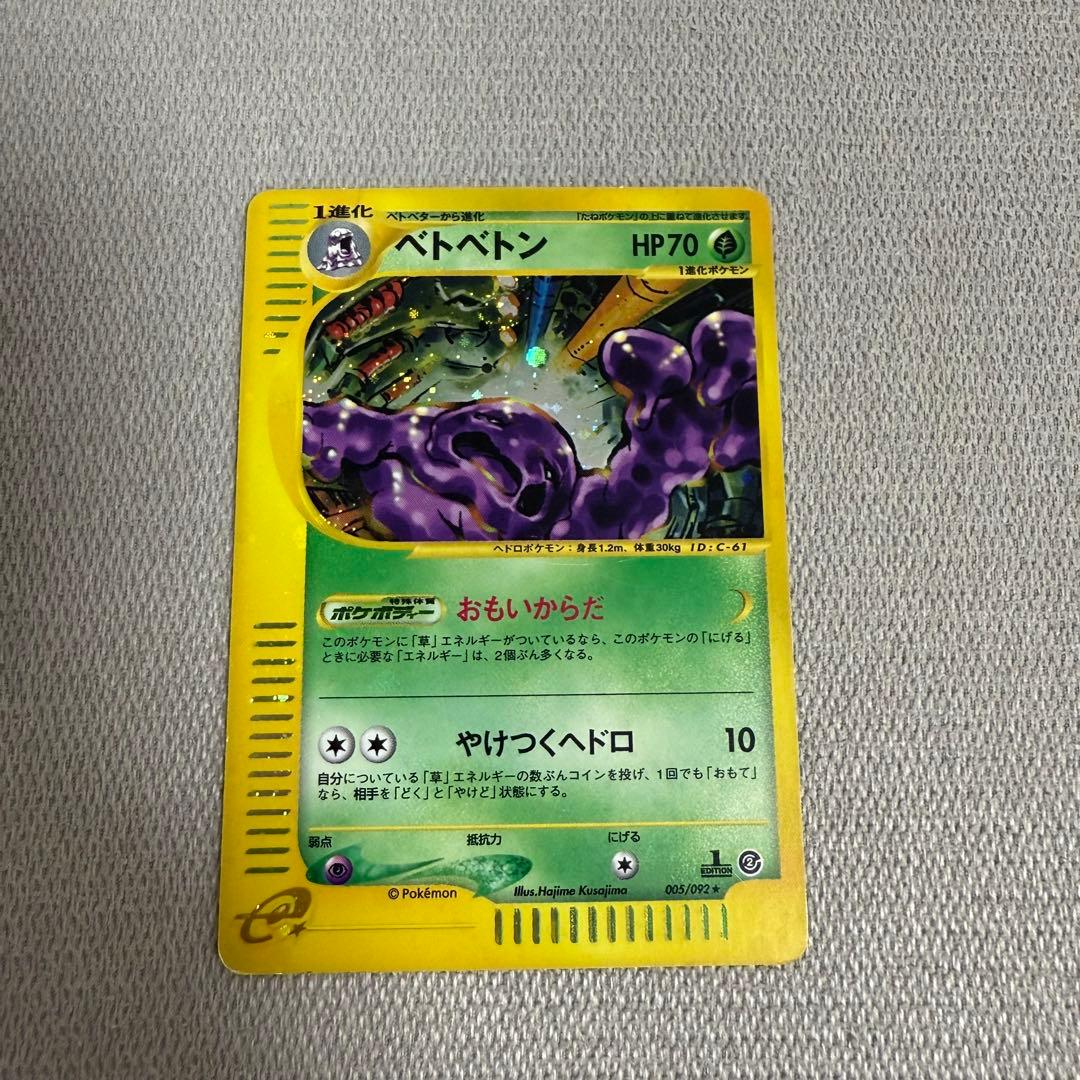 1進化 ベトベターから進化 「たねポケモン」の上に重ねて進化させます。
ベトベトン HP70
1進化ポケモン
ヘドロポケモン：身長1.2m、体重30kg ID:C-61
特殊体質
ポケボディー おもいからだ
このポケモンに「草」エネルギーがついているなら、このポケモンの「にげる」
ときに必要な「エネルギー」は、2個ぶん多くなる。
やけつくヘドロ 10
自分についている「草」エネルギーの数ぶんコインを投げ、1回でも「おもて」
なら、相手を「どく」と「やけど」状態にする。
弱点 抵抗力 にげる
1 EDITION 2
© Pokémon Illus.Hajime Kusajima 005/092★
e